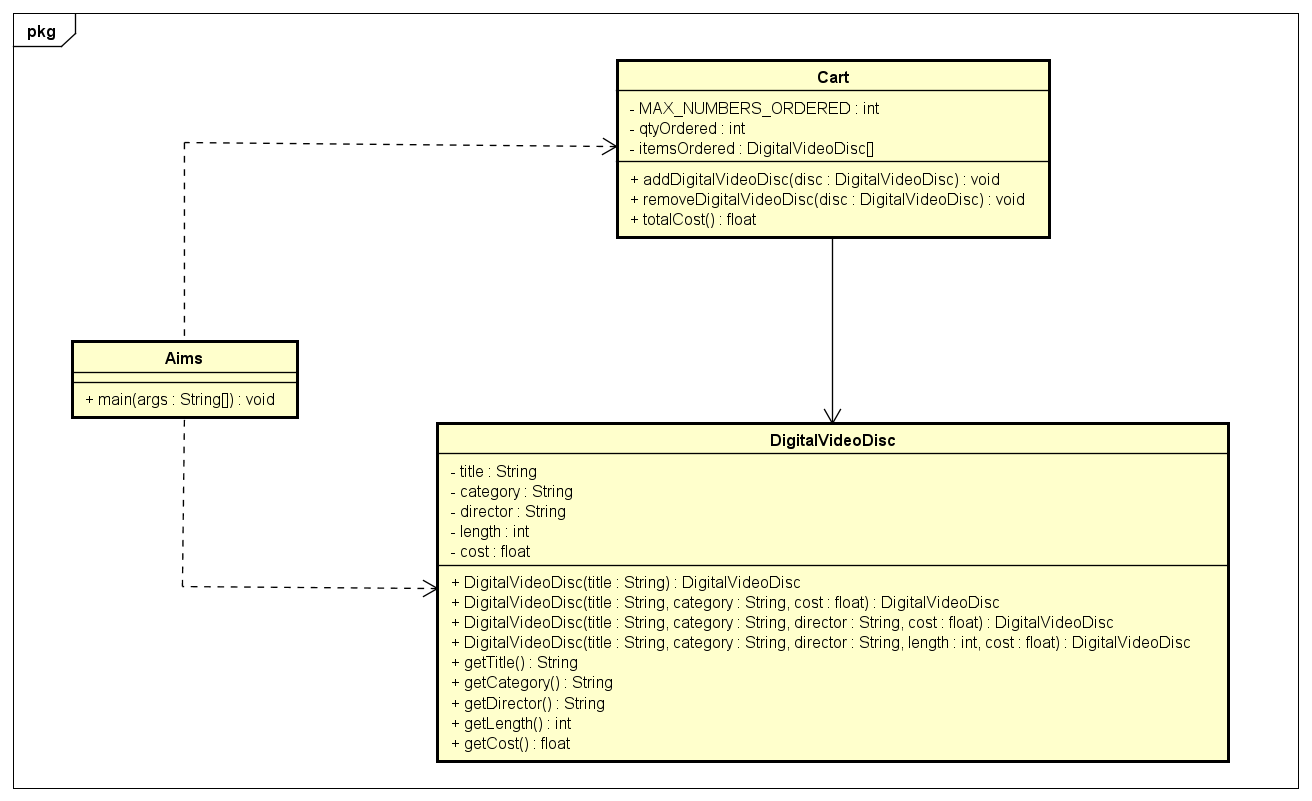 pkg
Cart
- MAX_NUMBERS_ORDERED : int
- qtyOrdered : int
- itemsOrdered : DigitalVideoDisc[]
+ addDigitalVideoDisc(disc : DigitalVideoDisc) : void
+ removeDigitalVideoDisc(disc : DigitalVideoDisc) : void
+ totalCost() : float
Aims
+ main(args : String[]) : void
DigitalVideoDisc
- title : String
- category : String
- director : String
- length : int
- cost : float
+ DigitalVideoDisc(title : String) : DigitalVideoDisc
+ DigitalVideoDisc(title : String, category : String, cost : float) : DigitalVideoDisc
+ DigitalVideoDisc(title : String, category : String, director : String, cost : float) : DigitalVideoDisc
+ DigitalVideoDisc(title : String, category : String, director : String, length : int, cost : float) : DigitalVideoDisc
+ getTitle() : String
+ getCategory() : String
+ getDirector() : String
+ getLength() : int
+ getCost() : float